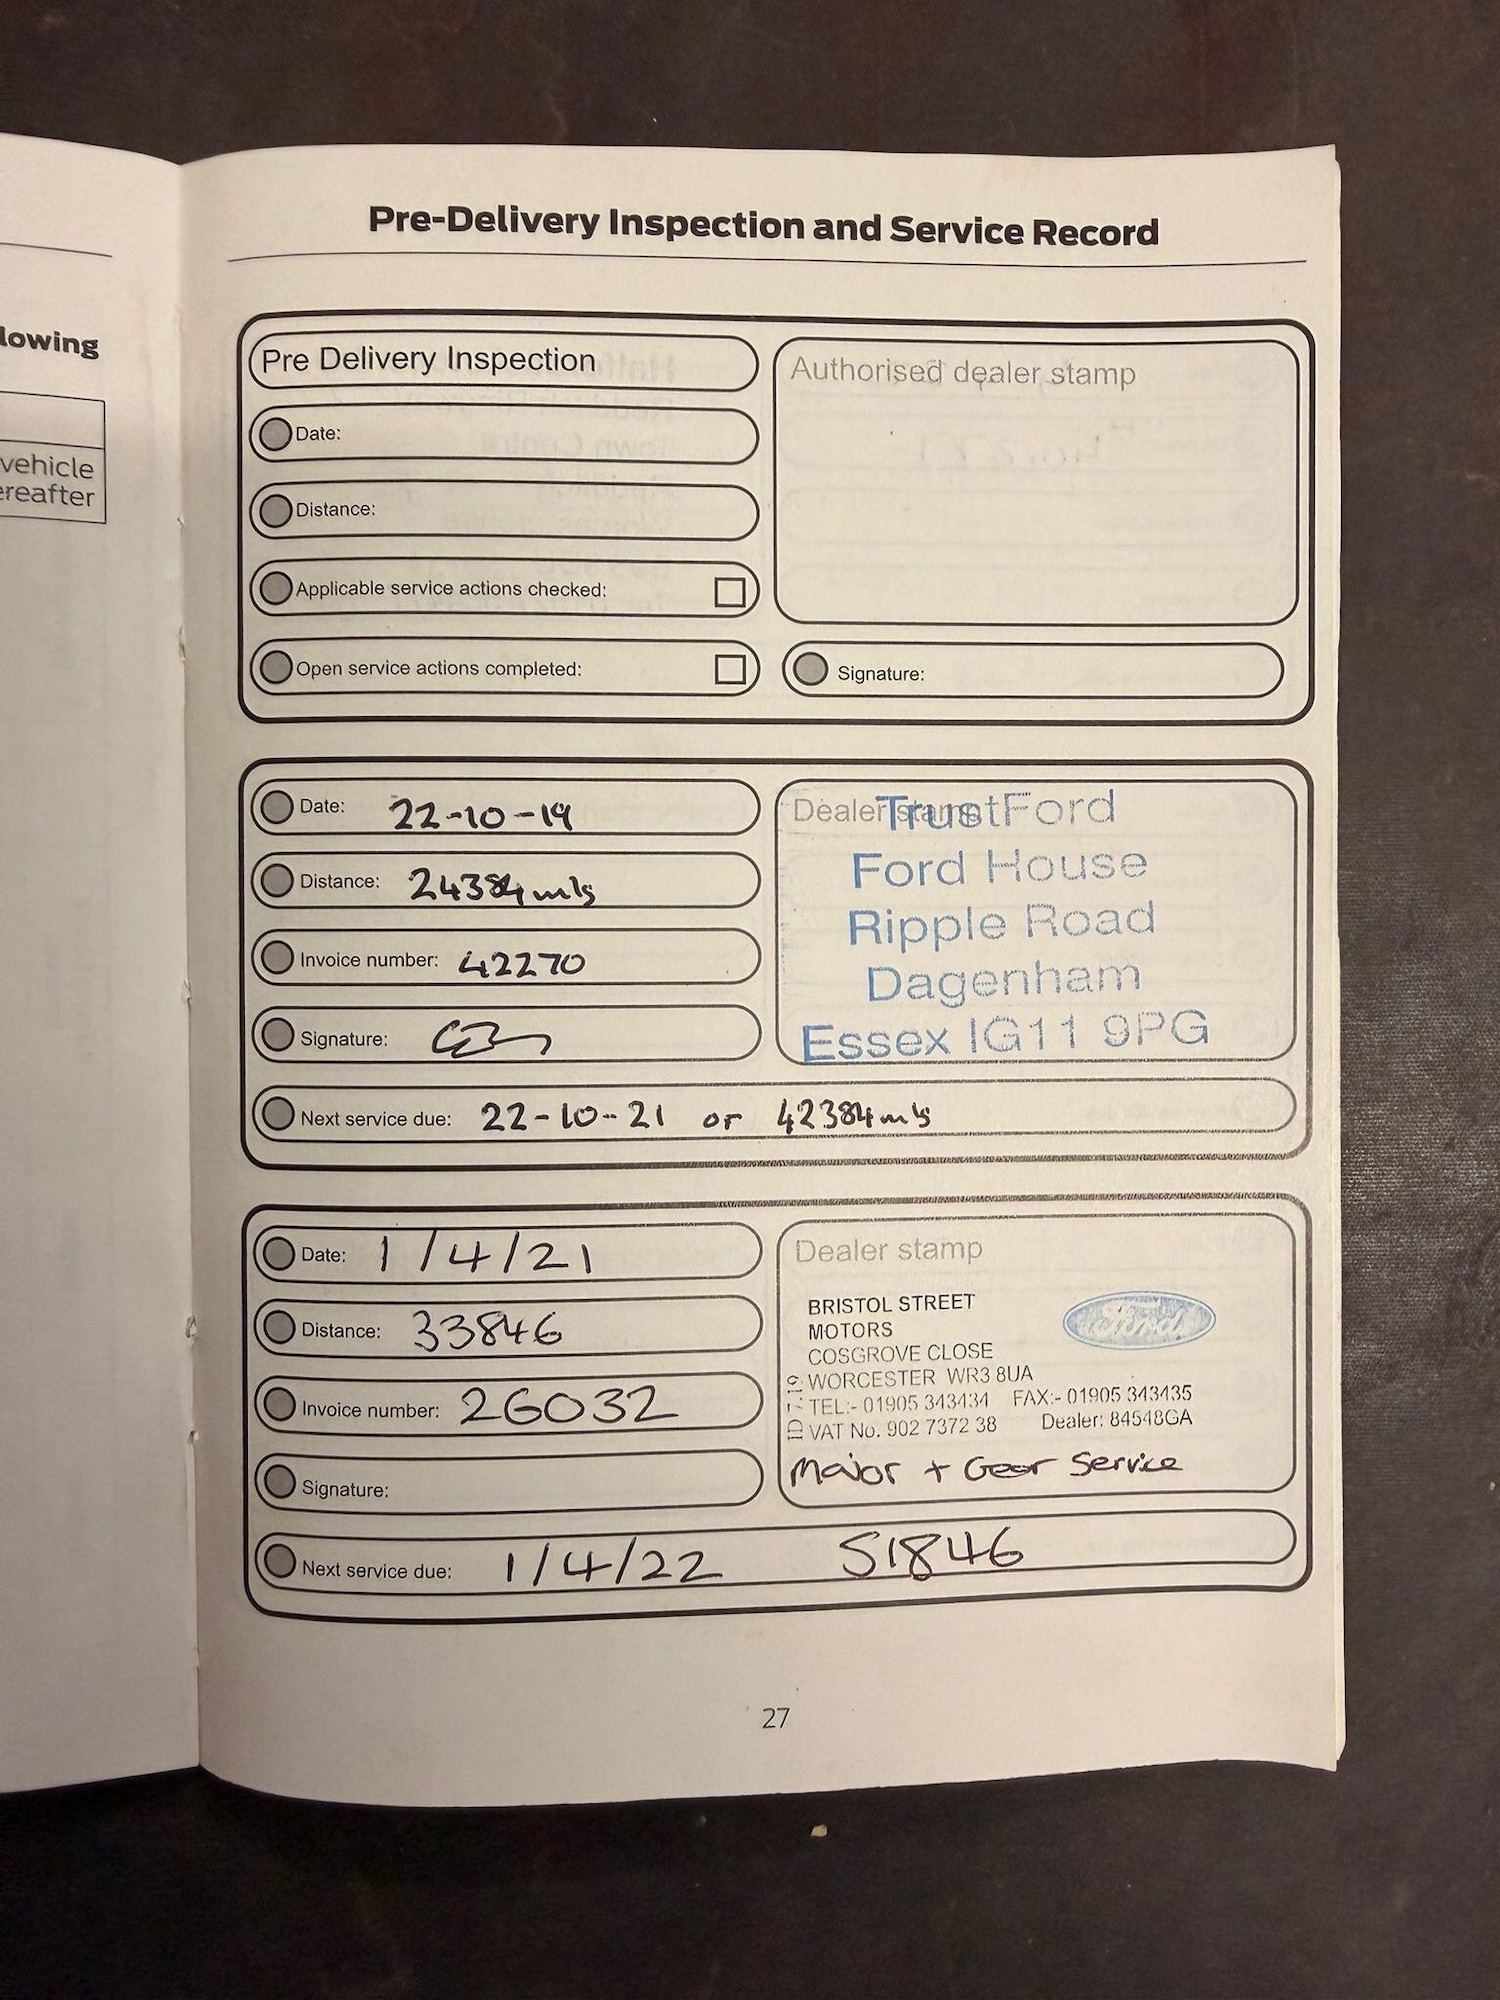 lowing
vehicle
ereafter
Pre-Delivery Inspection and Service Record
Pre Delivery Inspection
Authorised dealer stamp
Date:
Distance:
Applicable service actions checked:
Open service actions completed:
Signature:
Date: 22-10-19
Distance: 24384 mls
Invoice number: 42270
Signature:
Dealer stamp
TrustFord
Ford House
Ripple Road
Dagenham
Essex IG11 9PG
Next service due: 22-10-21 or 42384 mls
Date: 1/4/21
Distance: 33846
Invoice number: 26032
Signature:
Dealer stamp
Ford
BRISTOL STREET
MOTORS
COSGROVE CLOSE
WORCESTER WR3 8UA
TEL:- 01905 343434 FAX:- 01905 343435
VAT No. 902 7372 38 Dealer: 84548GA
ID 7.19
Major + Gear Service
Next service due: 1/4/22 51846
27